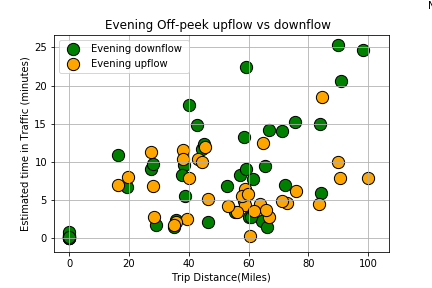 Evening Off-peak upflow vs downflow
Evening downflow
Evening upflow
Estimated time in Traffic (minutes)
25
20
15
10
5
0
0 20 40 60 80 100
Trip Distance(Miles)